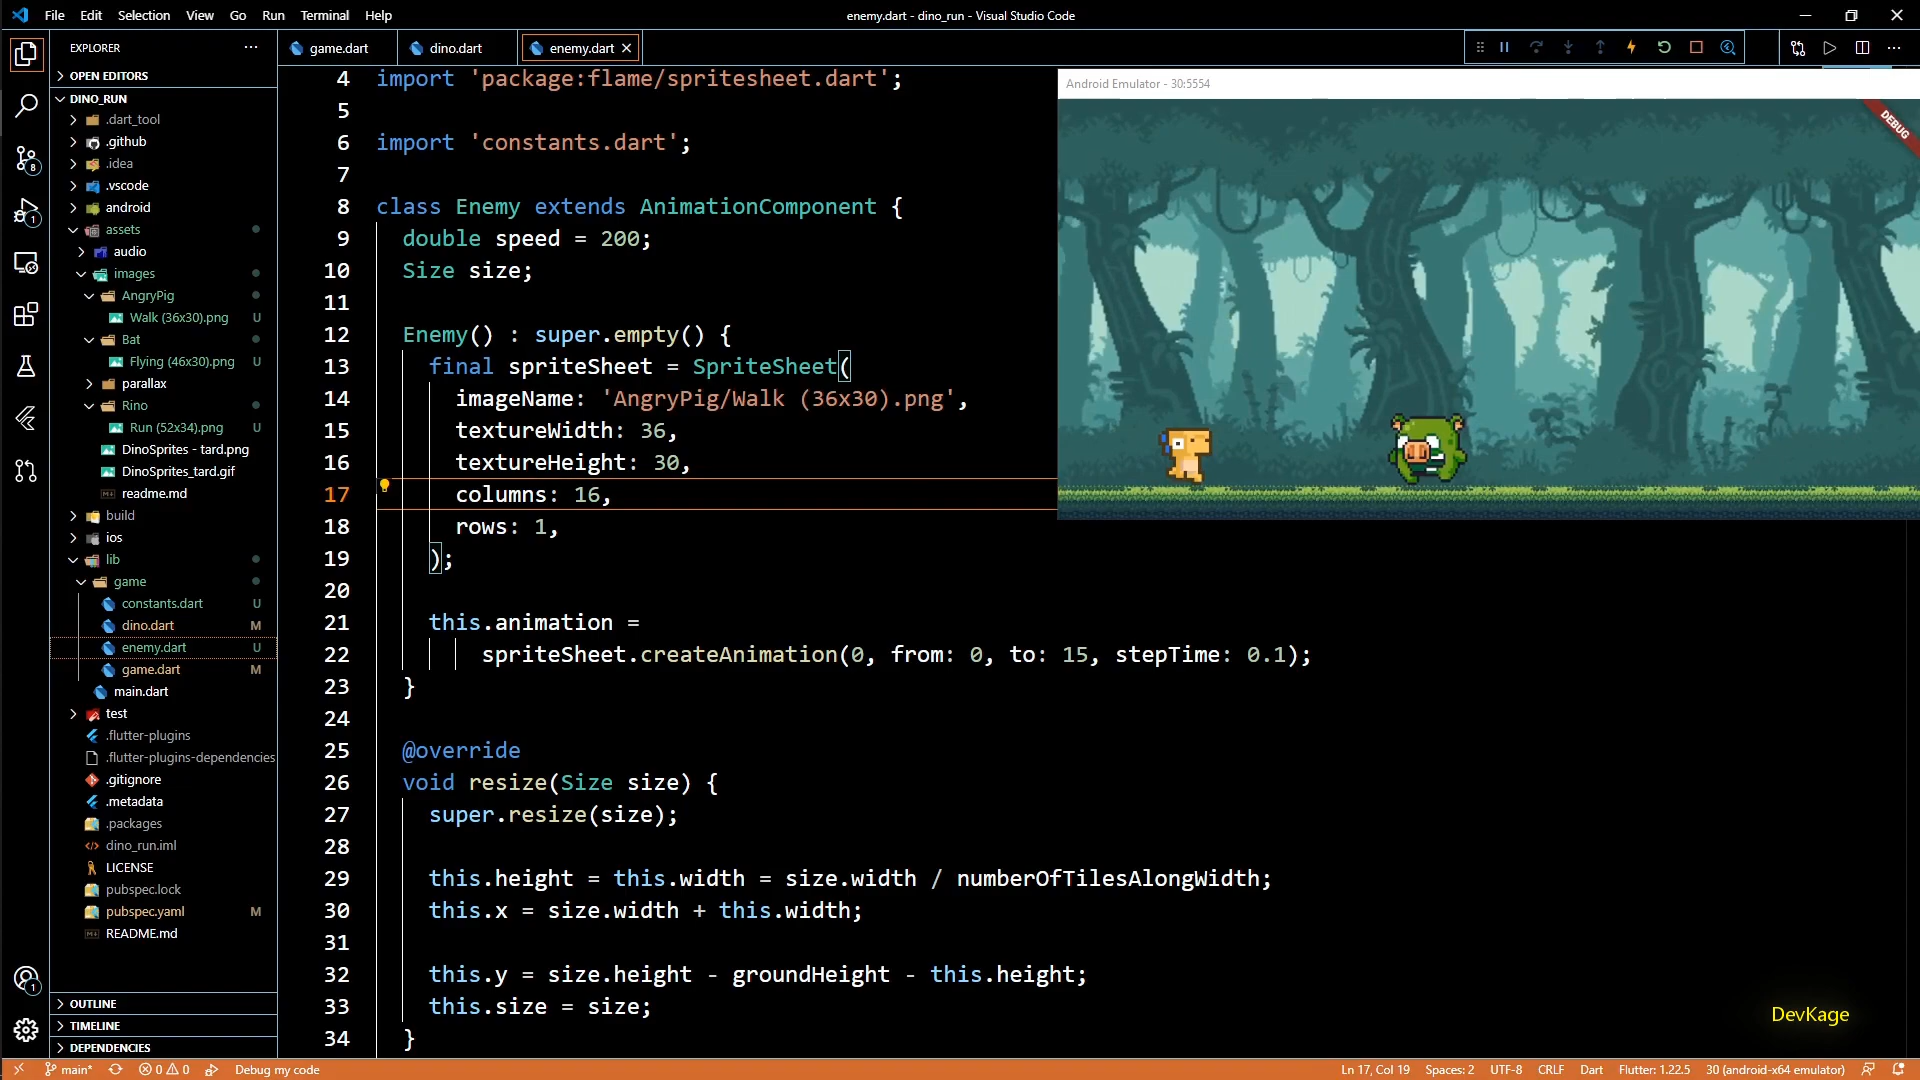 File Edit Selection View Go Run Terminal Help
enemy.dart - dino_run - Visual Studio Code
EXPLORER
OPEN EDITORS
DINO_RUN
.dart_tool
.github
.idea
.vscode
android
assets
audio
images
AngryPig
Walk (36x30).png U
Bat
Flying (46x30).png U
parallax
Rino
Run (52x34).png U
DinoSprites - tard.png
DinoSprites_tard.gif
readme.md
build
ios
lib
game
constants.dart U
dino.dart M
enemy.dart U
game.dart M
main.dart
test
.flutter-plugins
.flutter-plugins-dependencies
.gitignore
.metadata
.packages
dino_run.iml
LICENSE
pubspec.lock
pubspec.yaml M
README.md
OUTLINE
TIMELINE
DEPENDENCIES
8
1
1
game.dart dino.dart enemy.dart
4 import 'package:flame/spritesheet.dart';
5
6 import 'constants.dart';
7
8 class Enemy extends AnimationComponent {
9 double speed = 200;
10 Size size;
11
12 Enemy() : super.empty() {
13 final spriteSheet = SpriteSheet(
14 imageName: 'AngryPig/Walk (36x30).png',
15 textureWidth: 36,
16 textureHeight: 30,
17 columns: 16,
18 rows: 1,
19 );
20
21 this.animation =
22 spriteSheet.createAnimation(0, from: 0, to: 15, stepTime: 0.1);
23 }
24
25 @override
26 void resize(Size size) {
27 super.resize(size);
28
29 this.height = this.width = size.width / numberOfTilesAlongWidth;
30 this.x = size.width + this.width;
31
32 this.y = size.height - groundHeight - this.height;
33 this.size = size;
34 }
Android Emulator - 30:5554
DEBUG
DevKage
main* 0 0 Debug my code
Ln 17, Col 19 Spaces: 2 UTF-8 CRLF Dart Flutter: 1.22.5 30 (android-x64 emulator)